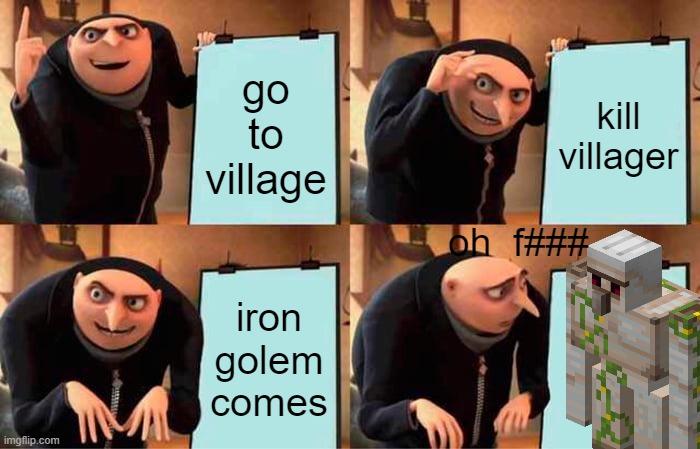 go
to
village
kill
villager
iron
golem
comes
oh f###
imgflip.com